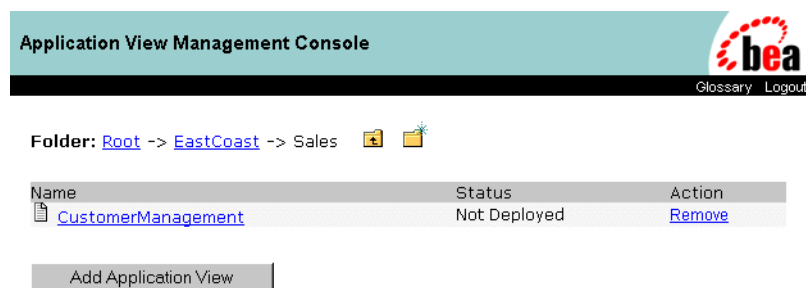 Application View Management Console
bea
Glossary Logout
Folder: Root -> EastCoast -> Sales
Name Status Action
CustomerManagement Not Deployed Remove
Add Application View